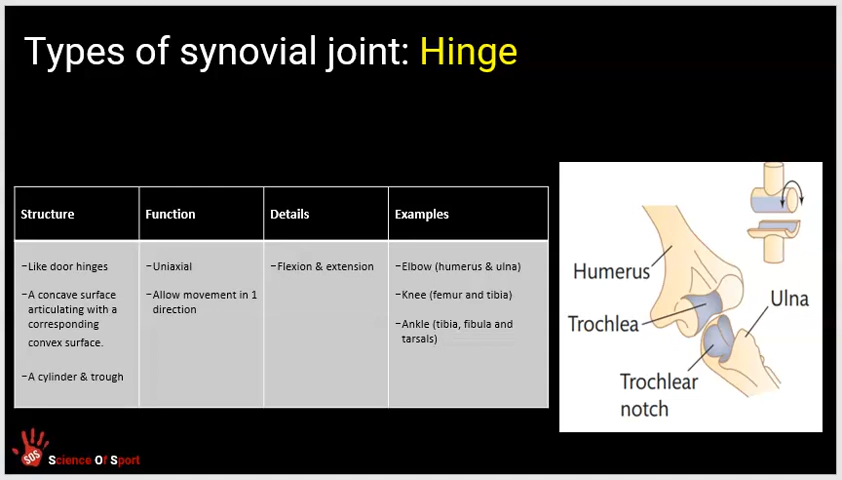 Types of synovial joint: Hinge
Structure
Function
Details
Examples
–Like door hinges
–A concave surface
articulating with a
corresponding
convex surface.
–A cylinder & trough
–Uniaxial
–Allow movement in 1
direction
–Flexion & extension
–Elbow (humerus & ulna)
–Knee (femur and tibia)
–Ankle (tibia, fibula and
tarsals)
Humerus
Trochlea
Ulna
Trochlear
notch
SOS
Science Of Sport